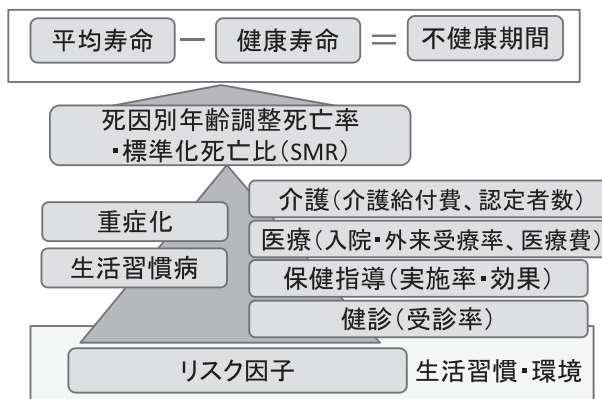 平均寿命 － 健康寿命 ＝ 不健康期間
死因別年齢調整死亡率
・標準化死亡比(SMR)
介護(介護給付費、認定者数)
重症化
医療(入院・外来受療率、医療費)
生活習慣病
保健指導(実施率・効果)
健診(受診率)
リスク因子
生活習慣・環境